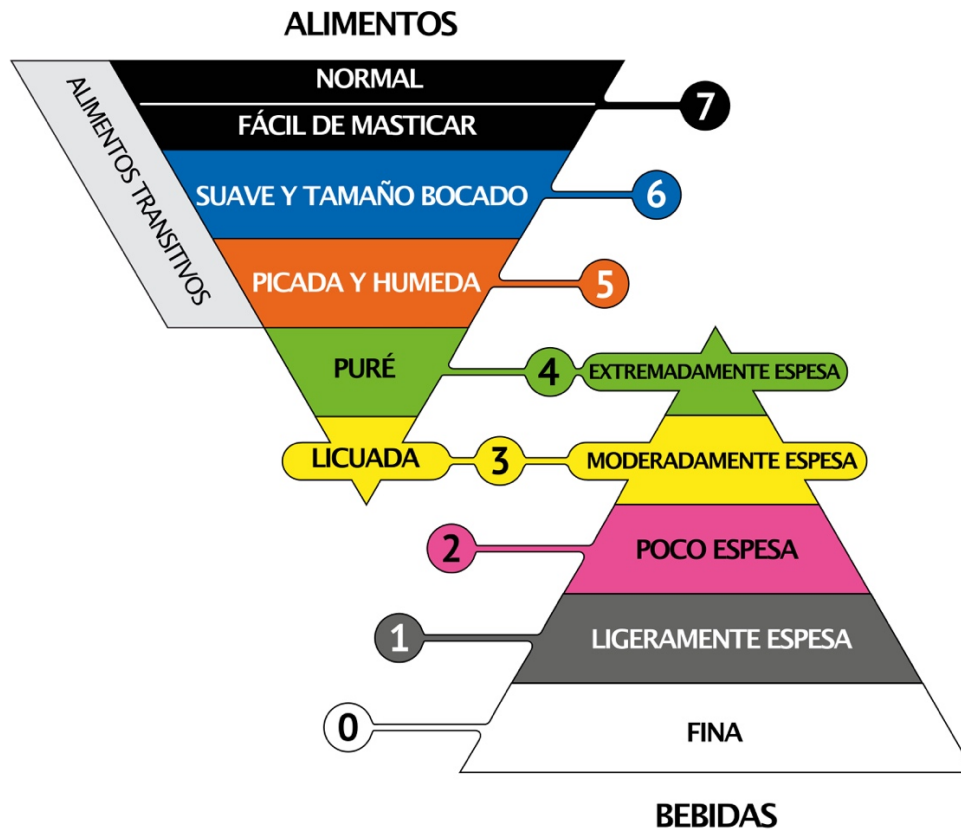 ALIMENTOS
ALIMENTOS TRANSITIVOS
NORMAL
FÁCIL DE MASTICAR
7
SUAVE Y TAMAÑO BOCADO
6
PICADA Y HUMEDA
5
PURÉ
4
EXTREMADAMENTE ESPESA
LICUADA
3
MODERADAMENTE ESPESA
2
POCO ESPESA
1
LIGERAMENTE ESPESA
0
FINA
BEBIDAS